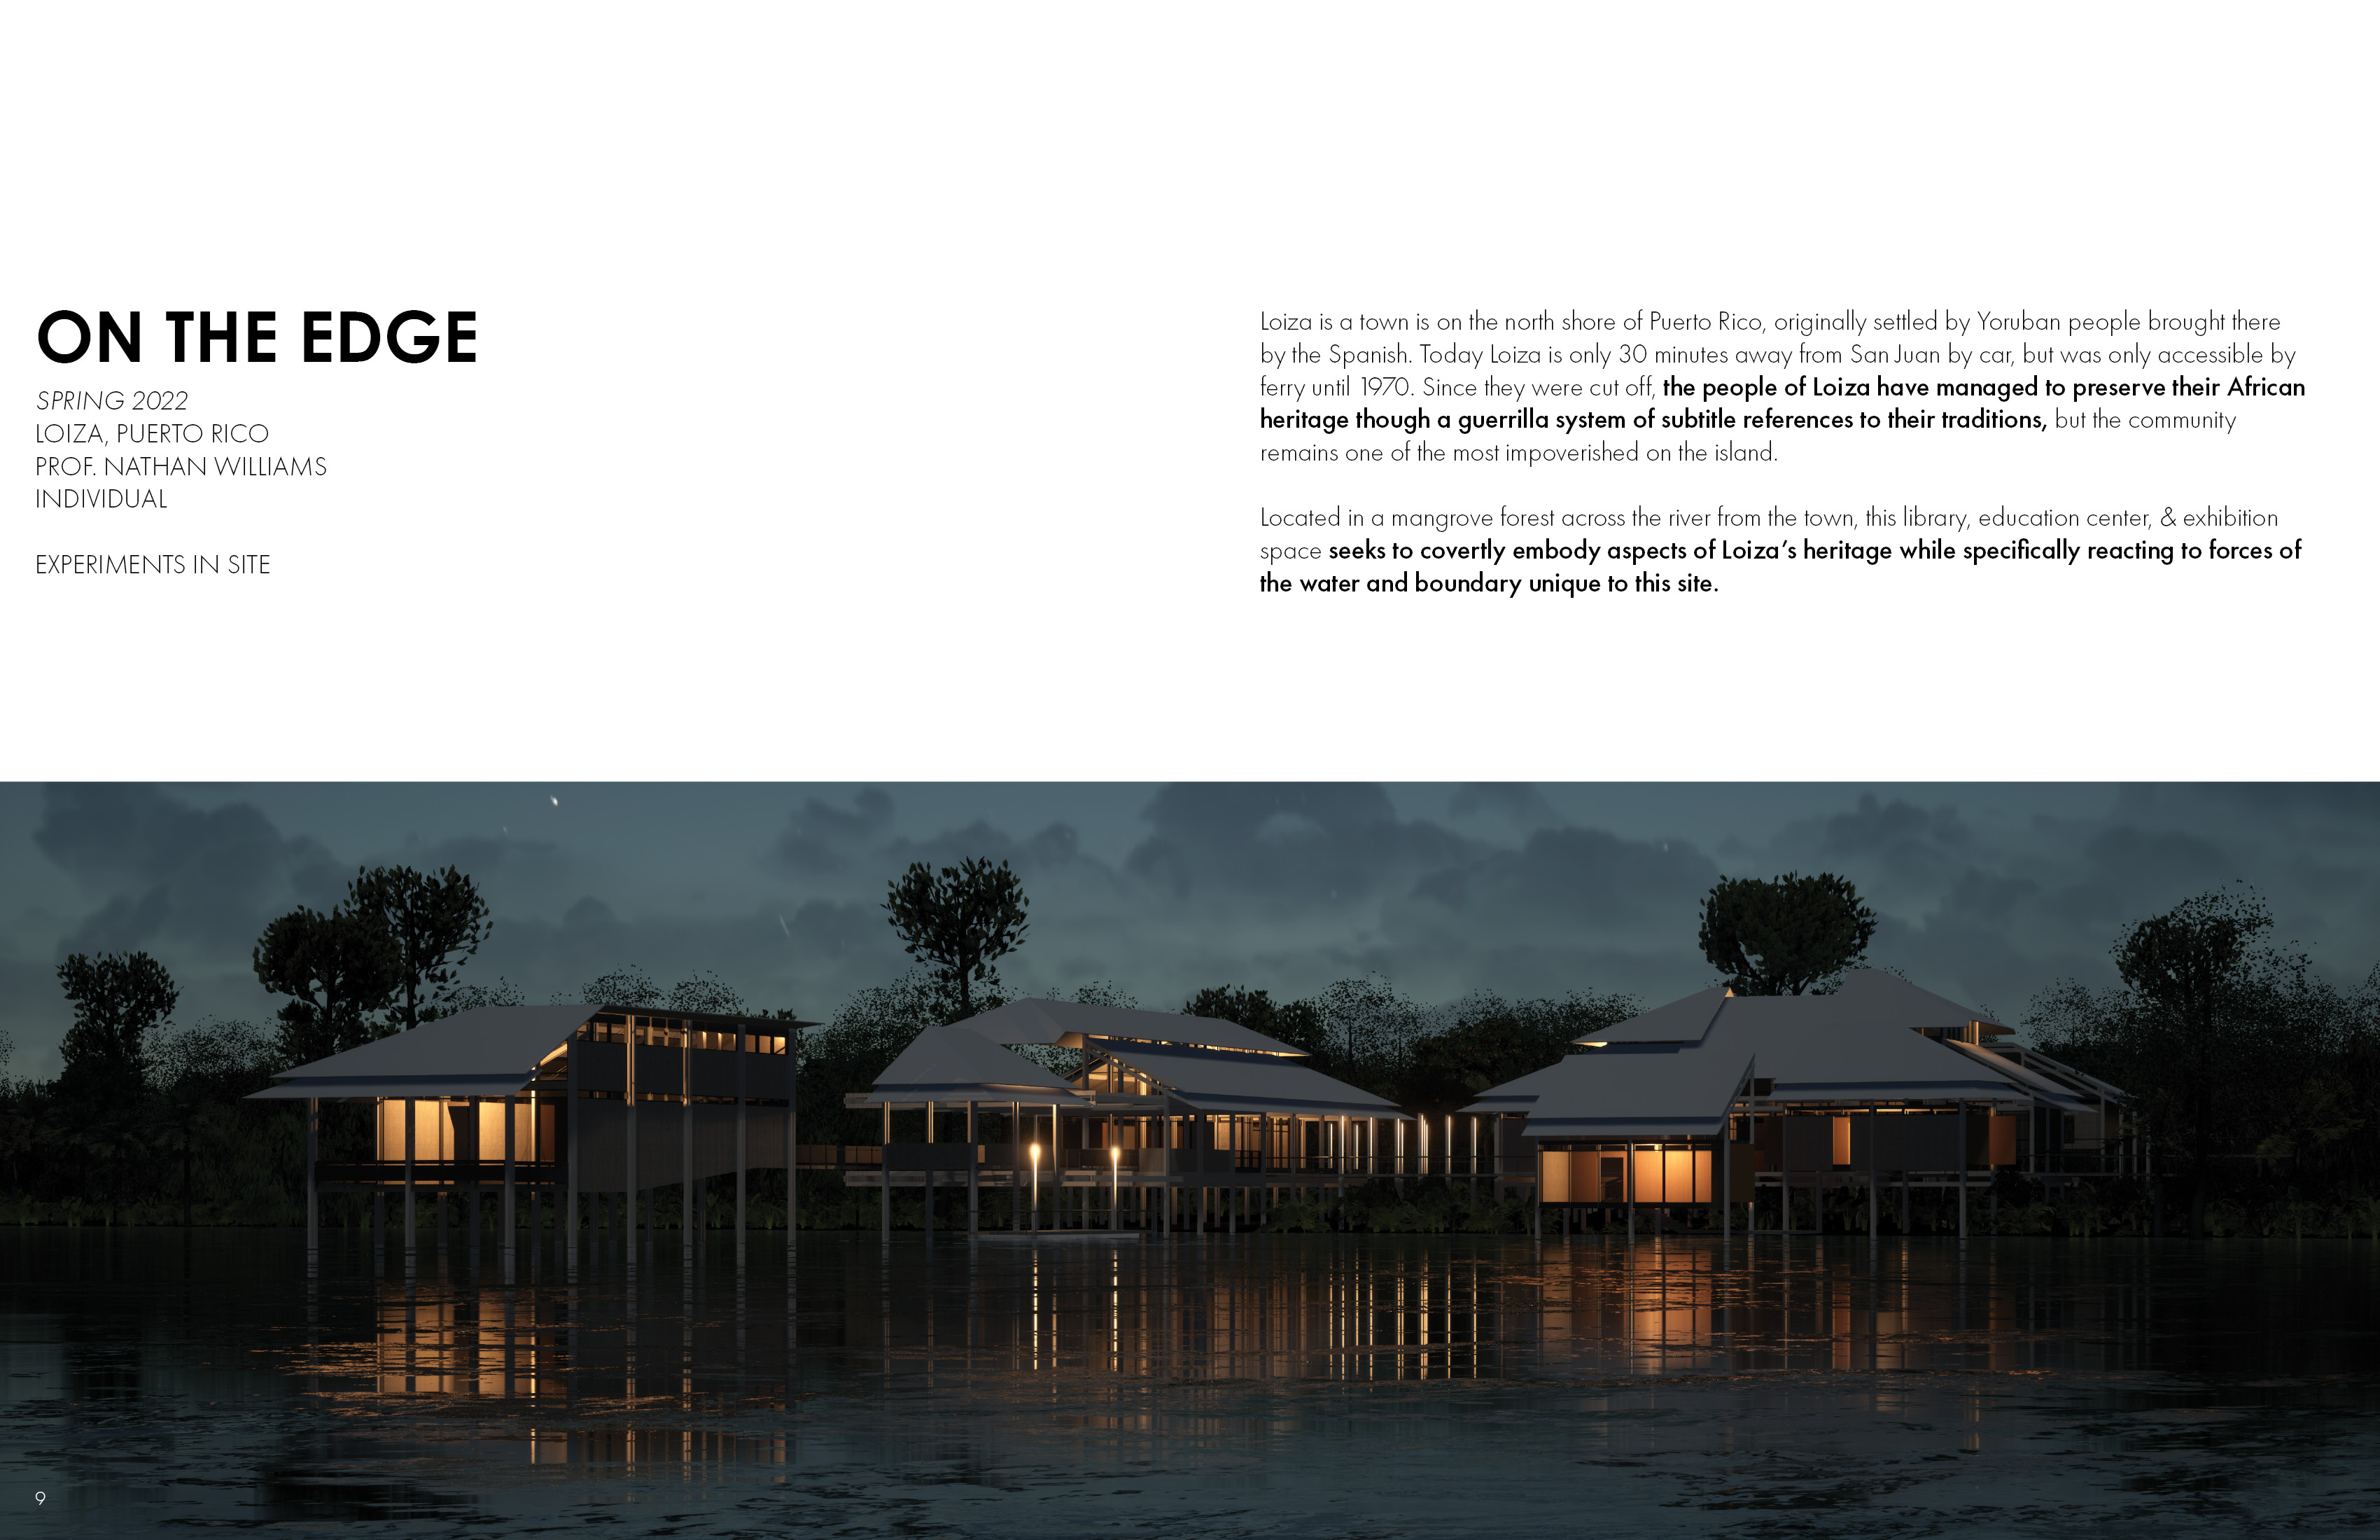 ON THE EDGE
SPRING 2022
LOIZA, PUERTO RICO
PROF. NATHAN WILLIAMS
INDIVIDUAL
EXPERIMENTS IN SITE
Loiza is a town is on the north shore of Puerto Rico, originally settled by Yoruban people brought there
by the Spanish. Today Loiza is only 30 minutes away from San Juan by car, but was only accessible by
ferry until 1970. Since they were cut off, the people of Loiza have managed to preserve their African
heritage though a guerrilla system of subtitle references to their traditions, but the community
remains one of the most impoverished on the island.
Located in a mangrove forest across the river from the town, this library, education center, & exhibition
space seeks to covertly embody aspects of Loiza’s heritage while specifically reacting to forces of
the water and boundary unique to this site.
9